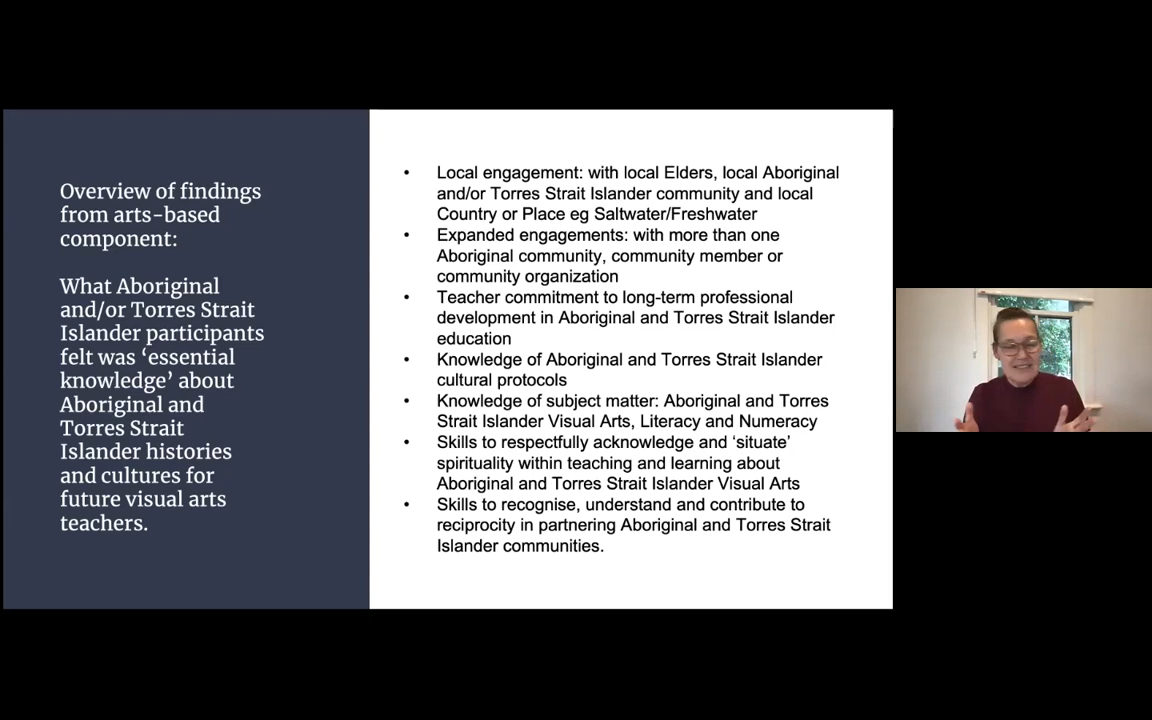 Overview of findings
from arts-based
component:
What Aboriginal
and/or Torres Strait
Islander participants
felt was ‘essential
knowledge’ about
Aboriginal and
Torres Strait
Islander histories
and cultures for
future visual arts
teachers.
• Local engagement: with local Elders, local Aboriginal
and/or Torres Strait Islander community and local
Country or Place eg Saltwater/Freshwater
• Expanded engagements: with more than one
Aboriginal community, community member or
community organization
• Teacher commitment to long-term professional
development in Aboriginal and Torres Strait Islander
education
• Knowledge of Aboriginal and Torres Strait Islander
cultural protocols
• Knowledge of subject matter: Aboriginal and Torres
Strait Islander Visual Arts, Literacy and Numeracy
• Skills to respectfully acknowledge and ‘situate’
spirituality within teaching and learning about
Aboriginal and Torres Strait Islander Visual Arts
• Skills to recognise, understand and contribute to
reciprocity in partnering Aboriginal and Torres Strait
Islander communities.